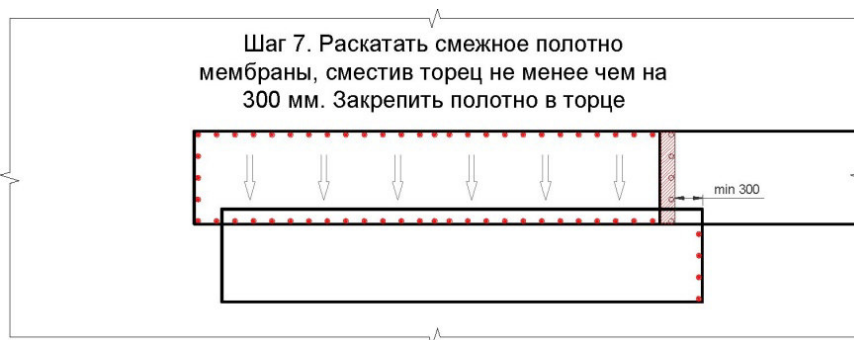 Шаг 7. Раскатать смежное полотно
мембраны, сместив торец не менее чем на
300 мм. Закрепить полотно в торце
min 300